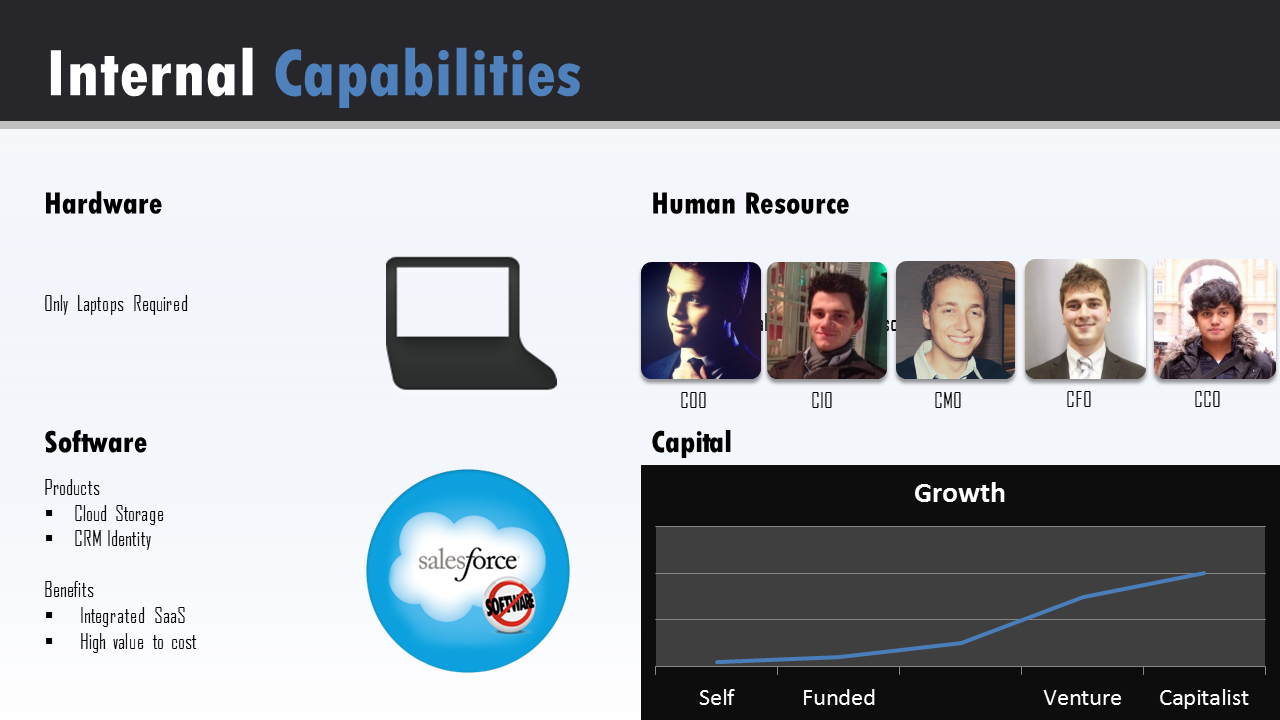 Internal Capabilities
Hardware
Only Laptops Required
Software
Products
▪ Cloud Storage
▪ CRM Identity
Benefits
▪ Integrated SaaS
▪ High value to cost
salesforce
SOFTWARE
Human Resource
COO CIO CMO CFO CCO
Capital
Growth
Self Funded Venture Capitalist